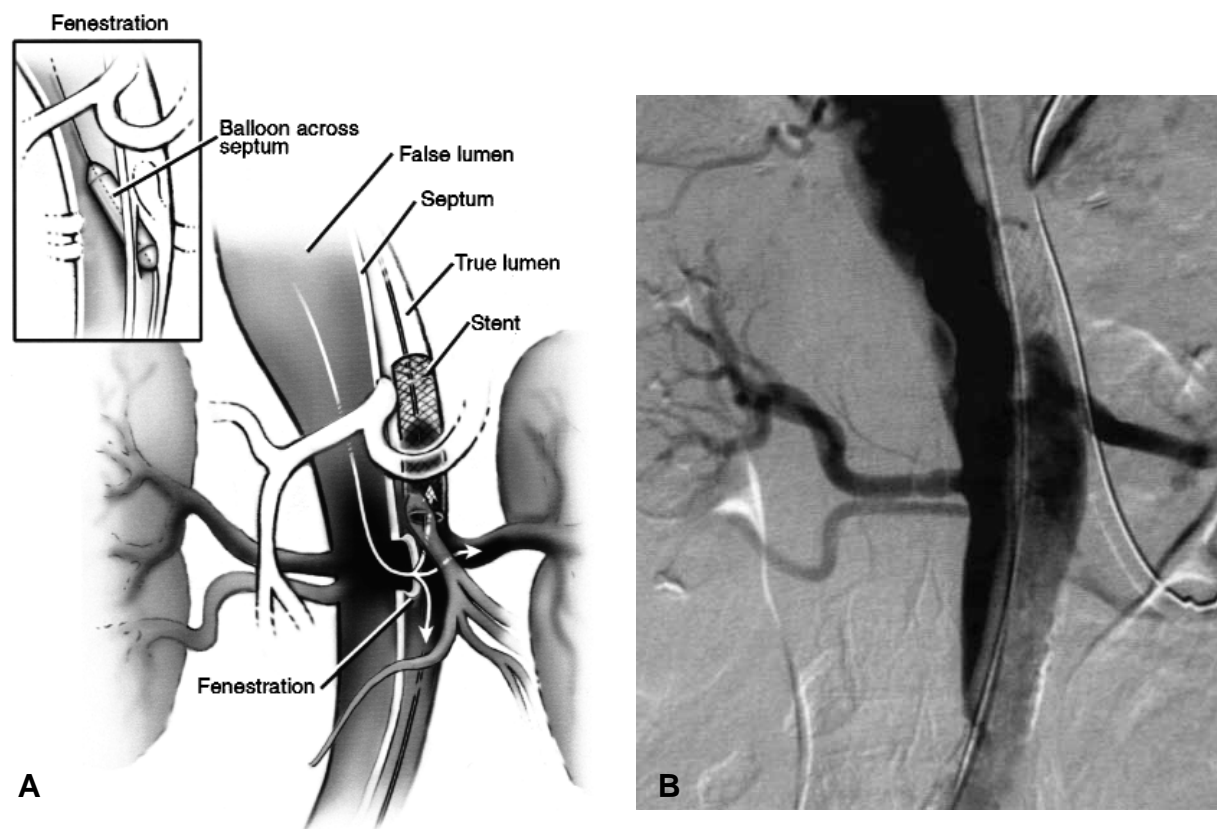 Fenestration
Balloon across
septum
False lumen
Septum
True lumen
Stent
Fenestration
A
B